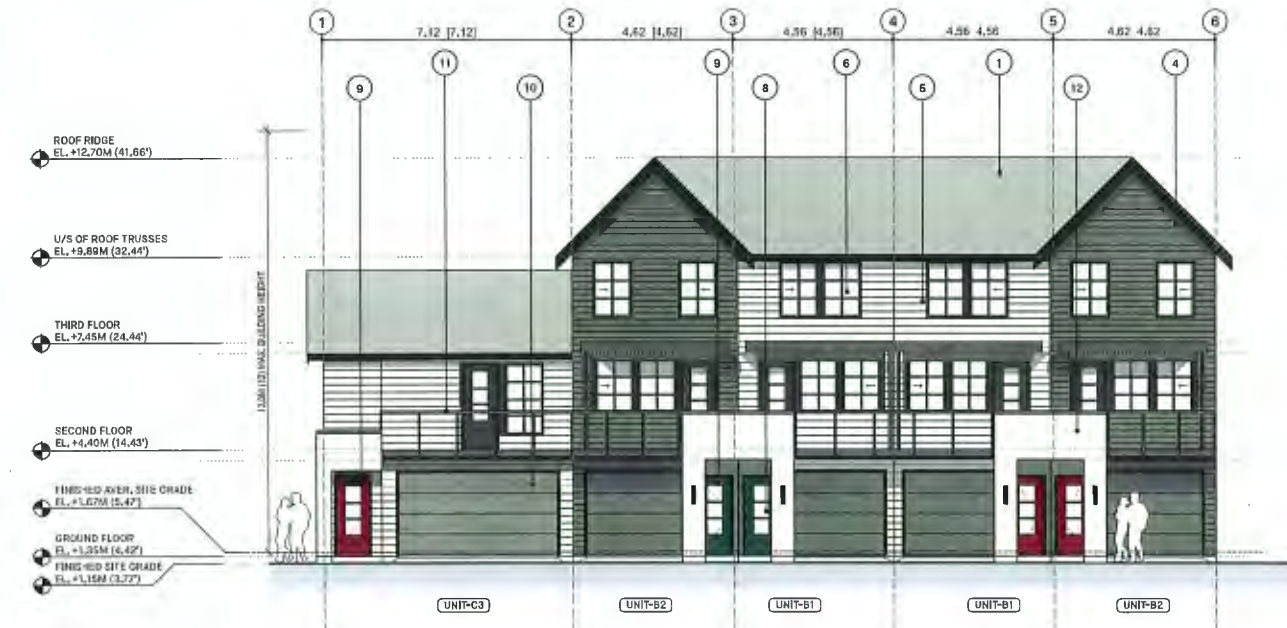 1 2 3 4 5 6
7.12 [7.12] 4.62 [4.62] 4.56 [4.56] 4.56 4.56 4.62 4.62
11 9 6 1 4
9 10 8 5 12
ROOF RIDGE
EL. +12.70M (41.66')
U/S OF ROOF TRUSSES
EL. +9.89M (32.44')
THIRD FLOOR
EL. +7.45M (24.44')
SECOND FLOOR
EL. +4.40M (14.43')
FINISHED AVER. SITE GRADE
EL. +1.67M (5.47')
GROUND FLOOR
EL. +1.35M (4.42')
FINISHED SITE GRADE
EL. +1.15M (3.77')
MAX. BUILDING HEIGHT
UNIT-C3 UNIT-B2 UNIT-B1 UNIT-B1 UNIT-B2